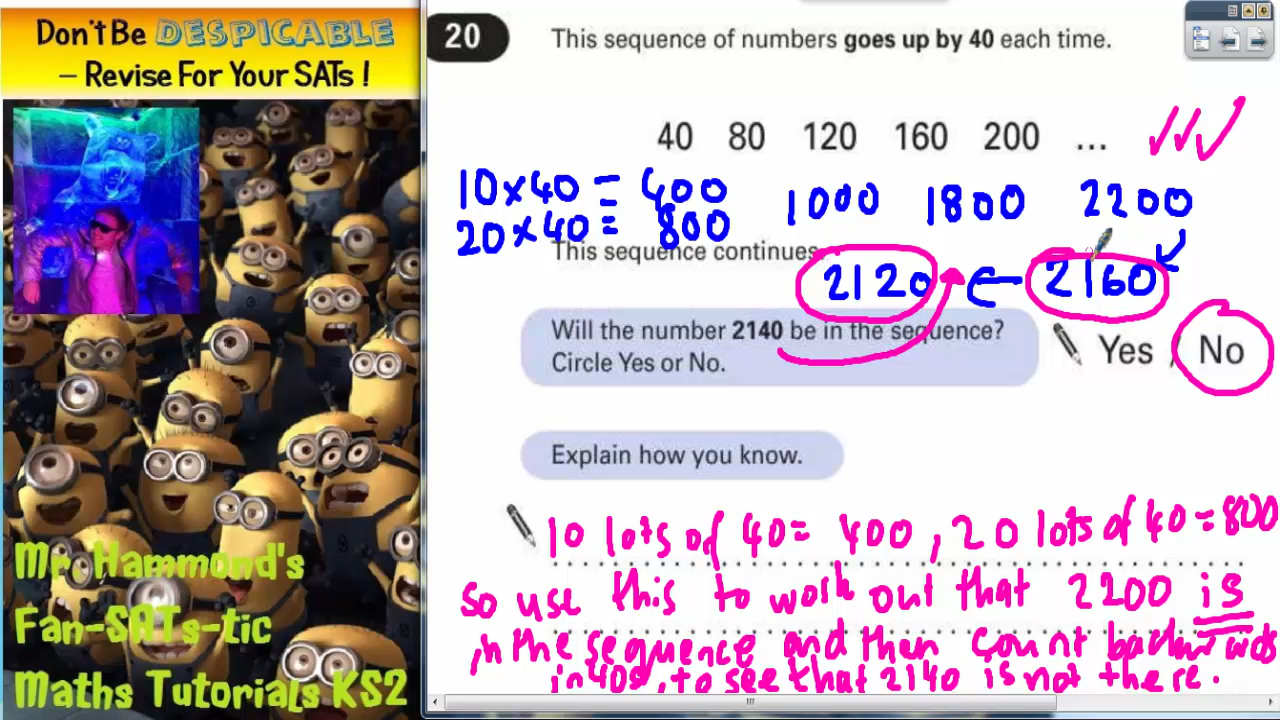 Don't Be DESPICABLE
– Revise For Your SATs !
Mr. Hammond's
Fan-SATs-tic
Maths Tutorials KS2
20 This sequence of numbers goes up by 40 each time.
40 80 120 160 200 ...
10x40 = 400 1000 1800 2200
20x40 = 800
This sequence continues.
2120 ← 2160
Will the number 2140 be in the sequence?
Circle Yes or No.
Yes / No
Explain how you know.
10 lots of 40 = 400, 20 lots of 40 = 800
so use this to work out that 2200 is
in the sequence and then count backwards
in 40s, to see that 2140 is not there.